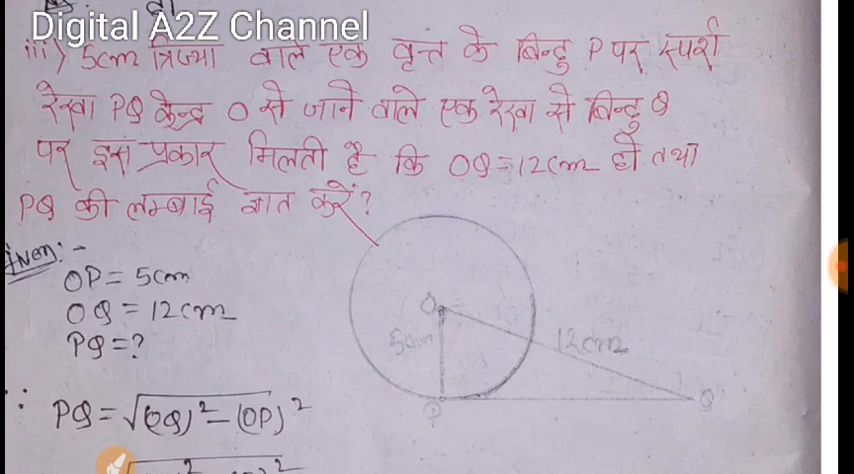 Digital A2Z Channel
iii) 5cm त्रिज्या वाले एक वृत्त के बिन्दु P पर स्पर्श
रेखा PQ केन्द्र O से जाने वाले एक रेखा से बिन्दु Q
पर इस प्रकार मिलती है कि OQ = 12cm हो तथा
PQ की लम्बाई ज्ञात करें?
Given: -
OP = 5cm
OQ = 12cm
PQ = ?
O
5cm
12cm
P
Q
∴ PQ = √(OQ)² - (OP)²